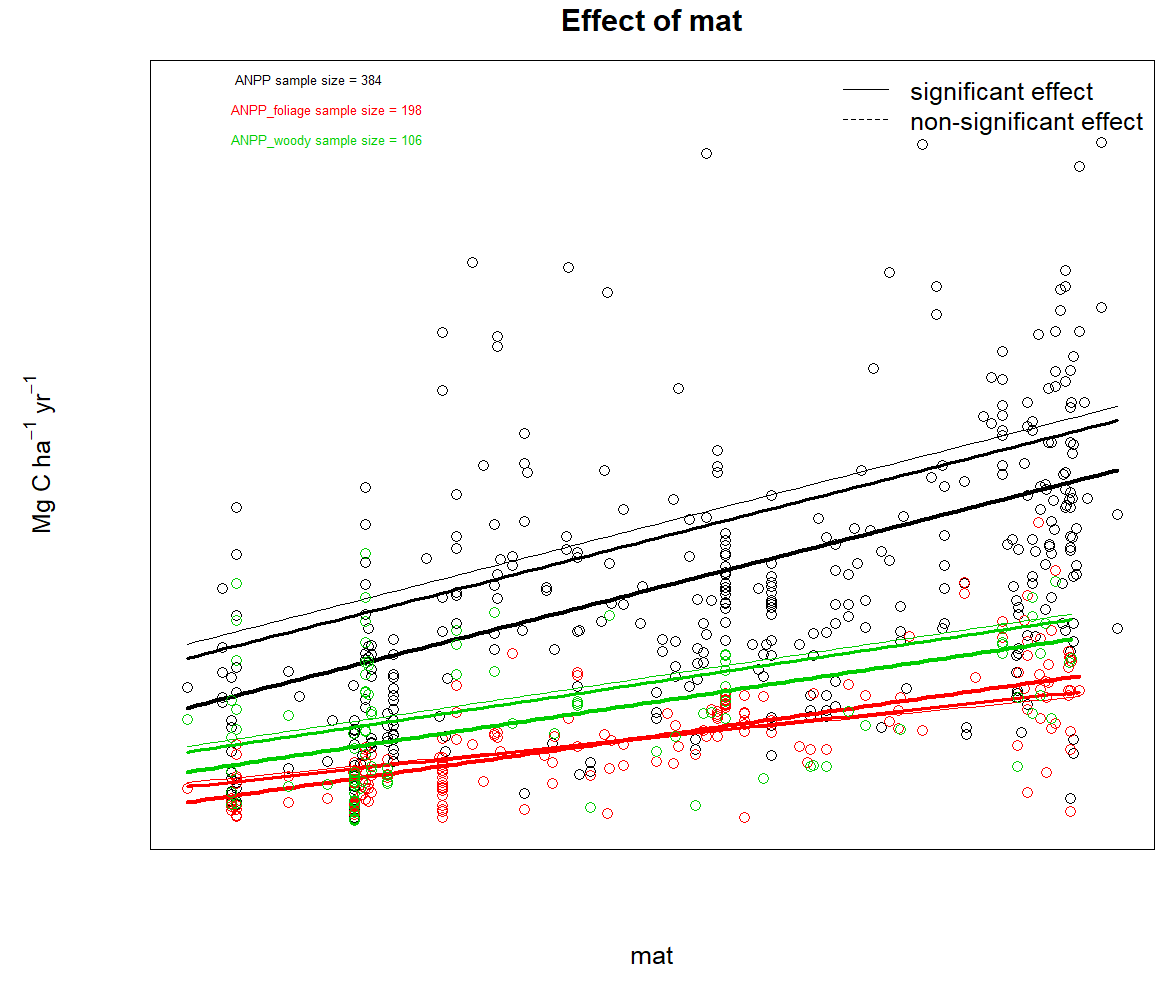 Effect of mat
ANPP sample size = 384
ANPP_foliage sample size = 198
ANPP_woody sample size = 106
significant effect
non-significant effect
Mg C ha⁻¹ yr⁻¹
mat